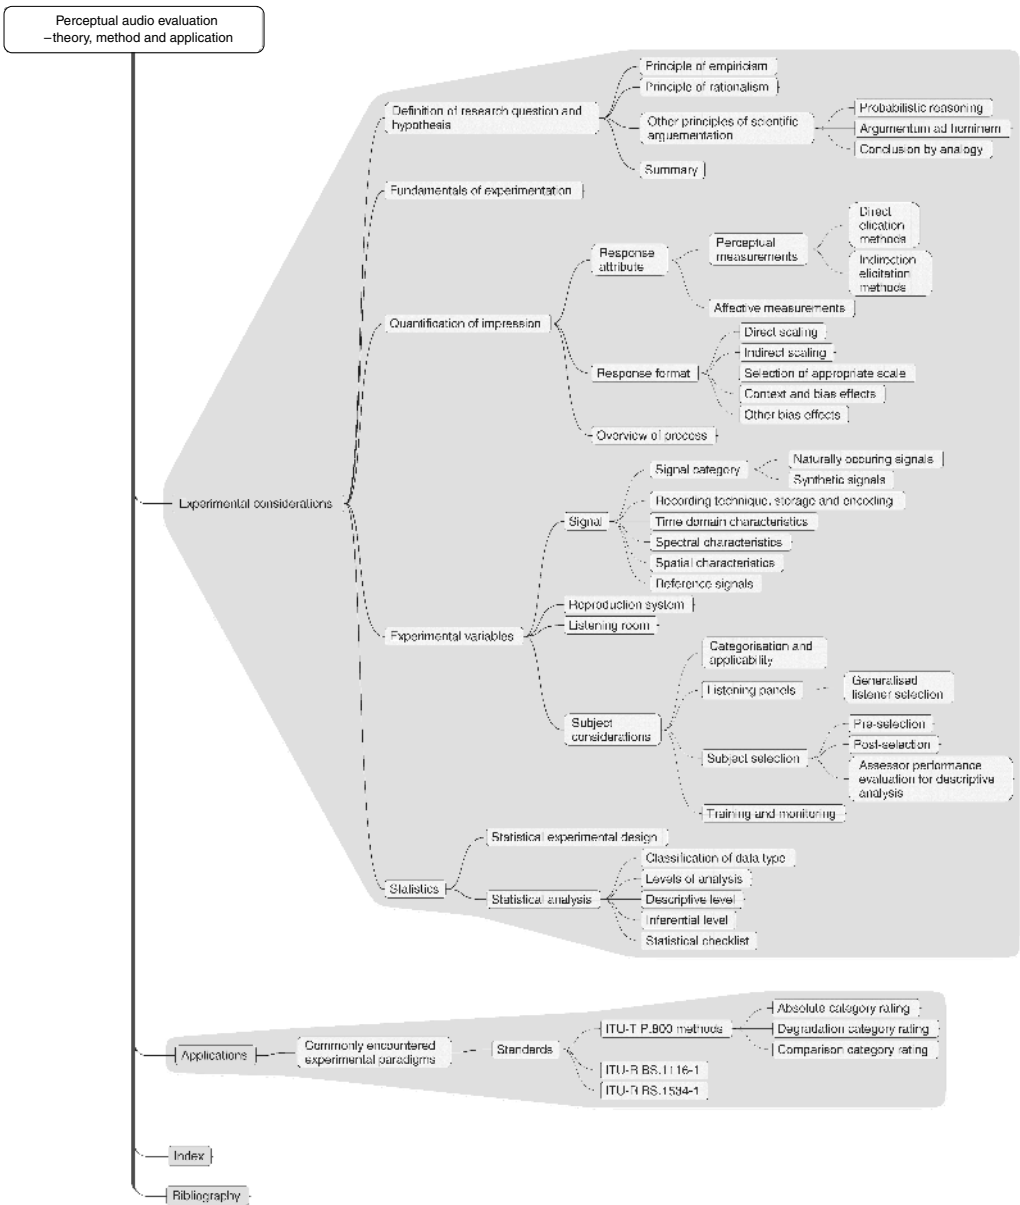 Perceptual audio evaluation
–theory, method and application
Experimental considerations
Definition of research question and
hypothesis
Principle of empiricism
Principle of rationalism
Other principles of scientific
arguementation
Probabilistic reasoning
Argumentum ad hominem
Conclusion by analogy
Summary
Fundamentals of experimentation
Quantification of impression
Response
attribute
Perceptual
measurements
Direct
elication
methods
Indirection
elicitation
methods
Affective measurements
Response format
Direct scaling
Indirect scaling
Selection of appropriate scale
Context and bias effects
Other bias effects
Overview of process
Experimental variables
Signal
Signal category
Naturally occuring signals
Synthetic signals
Recording technique, storage and encoding
Time domain characteristics
Spectral characteristics
Spatial characteristics
Reference signals
Reproduction system
Listening room
Subject
considerations
Categorisation and
applicability
Listening panels
Generalised
listener selection
Subject selection
Pre-selection
Post-selection
Assessor performance
evaluation for descriptive
analysis
Training and monitoring
Statistics
Statistical experimental design
Statistical analysis
Classification of data type
Levels of analysis
Descriptive level
Inferential level
Statistical checklist
Applications
Commonly encountered
experimental paradigms
Standards
ITU-T P.800 methods
Absolute category rating
Degradation category rating
Comparison category rating
ITU-R BS.1116-1
ITU-R BS.1534-1
Index
Bibliography